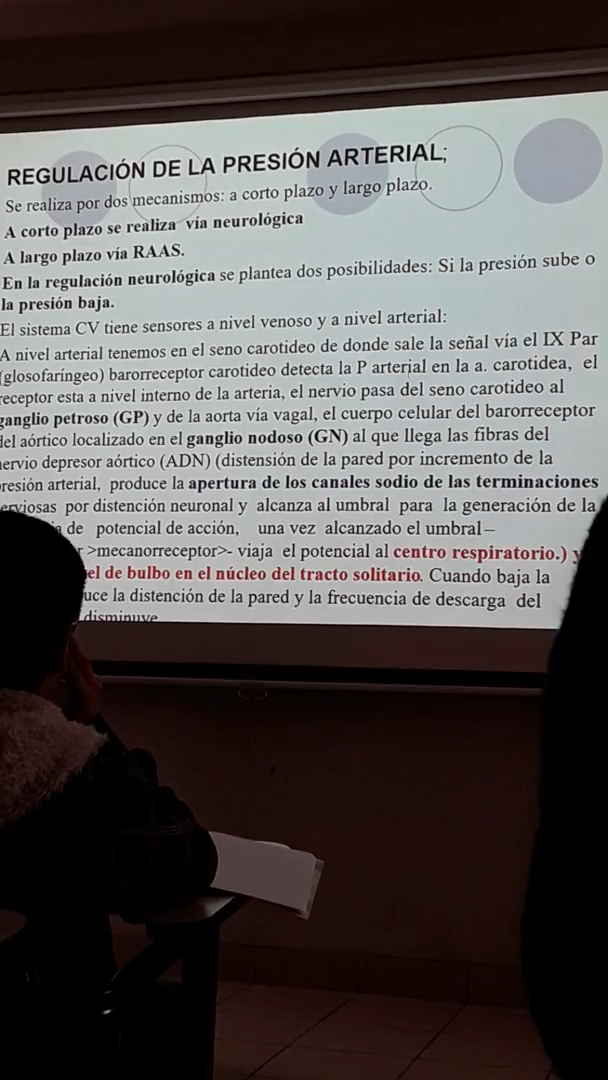 REGULACIÓN DE LA PRESIÓN ARTERIAL;
Se realiza por dos mecanismos: a corto plazo y largo plazo.
A corto plazo se realiza vía neurológica
A largo plazo vía RAAS.
En la regulación neurológica se plantea dos posibilidades: Si la presión sube o
la presión baja.
El sistema CV tiene sensores a nivel venoso y a nivel arterial:
A nivel arterial tenemos en el seno carotideo de donde sale la señal vía el IX Par
(glosofaríngeo) barorreceptor carotideo detecta la P arterial en la a. carotidea, el
receptor esta a nivel interno de la arteria, el nervio pasa del seno carotideo al
ganglio petroso (GP) y de la aorta vía vagal, el cuerpo celular del barorreceptor
del aórtico localizado en el ganglio nodoso (GN) al que llega las fibras del
nervio depresor aórtico (ADN) (distensión de la pared por incremento de la
presión arterial, produce la apertura de los canales sodio de las terminaciones
nerviosas por distención neuronal y alcanza al umbral para la generación de la
de potencial de acción, una vez alcanzado el umbral–
>mecanorreceptor>- viaja el potencial al centro respiratorio.) y
el de bulbo en el núcleo del tracto solitario. Cuando baja la
uce la distención de la pared y la frecuencia de descarga del
disminuye